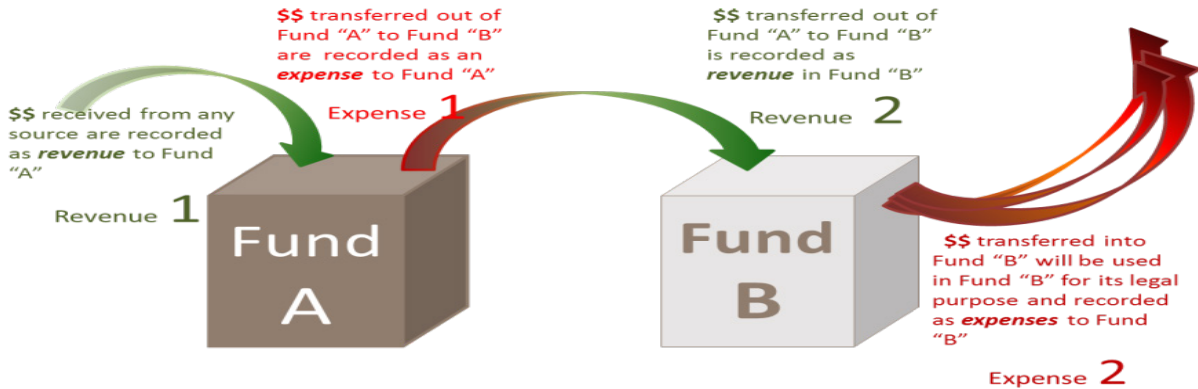 $$ transferred out of
Fund “A” to Fund “B”
are recorded as an
expense to Fund “A”
Expense 1
$$ transferred out of
Fund “A” to Fund “B”
is recorded as
revenue in Fund “B”
Revenue 2
$$ received from any
source are recorded
as revenue to Fund
“A”
Revenue 1
Fund
A
Fund
B
$$ transferred into
Fund “B” will be used
in Fund “B” for its legal
purpose and recorded
as expenses to Fund
“B”
Expense 2